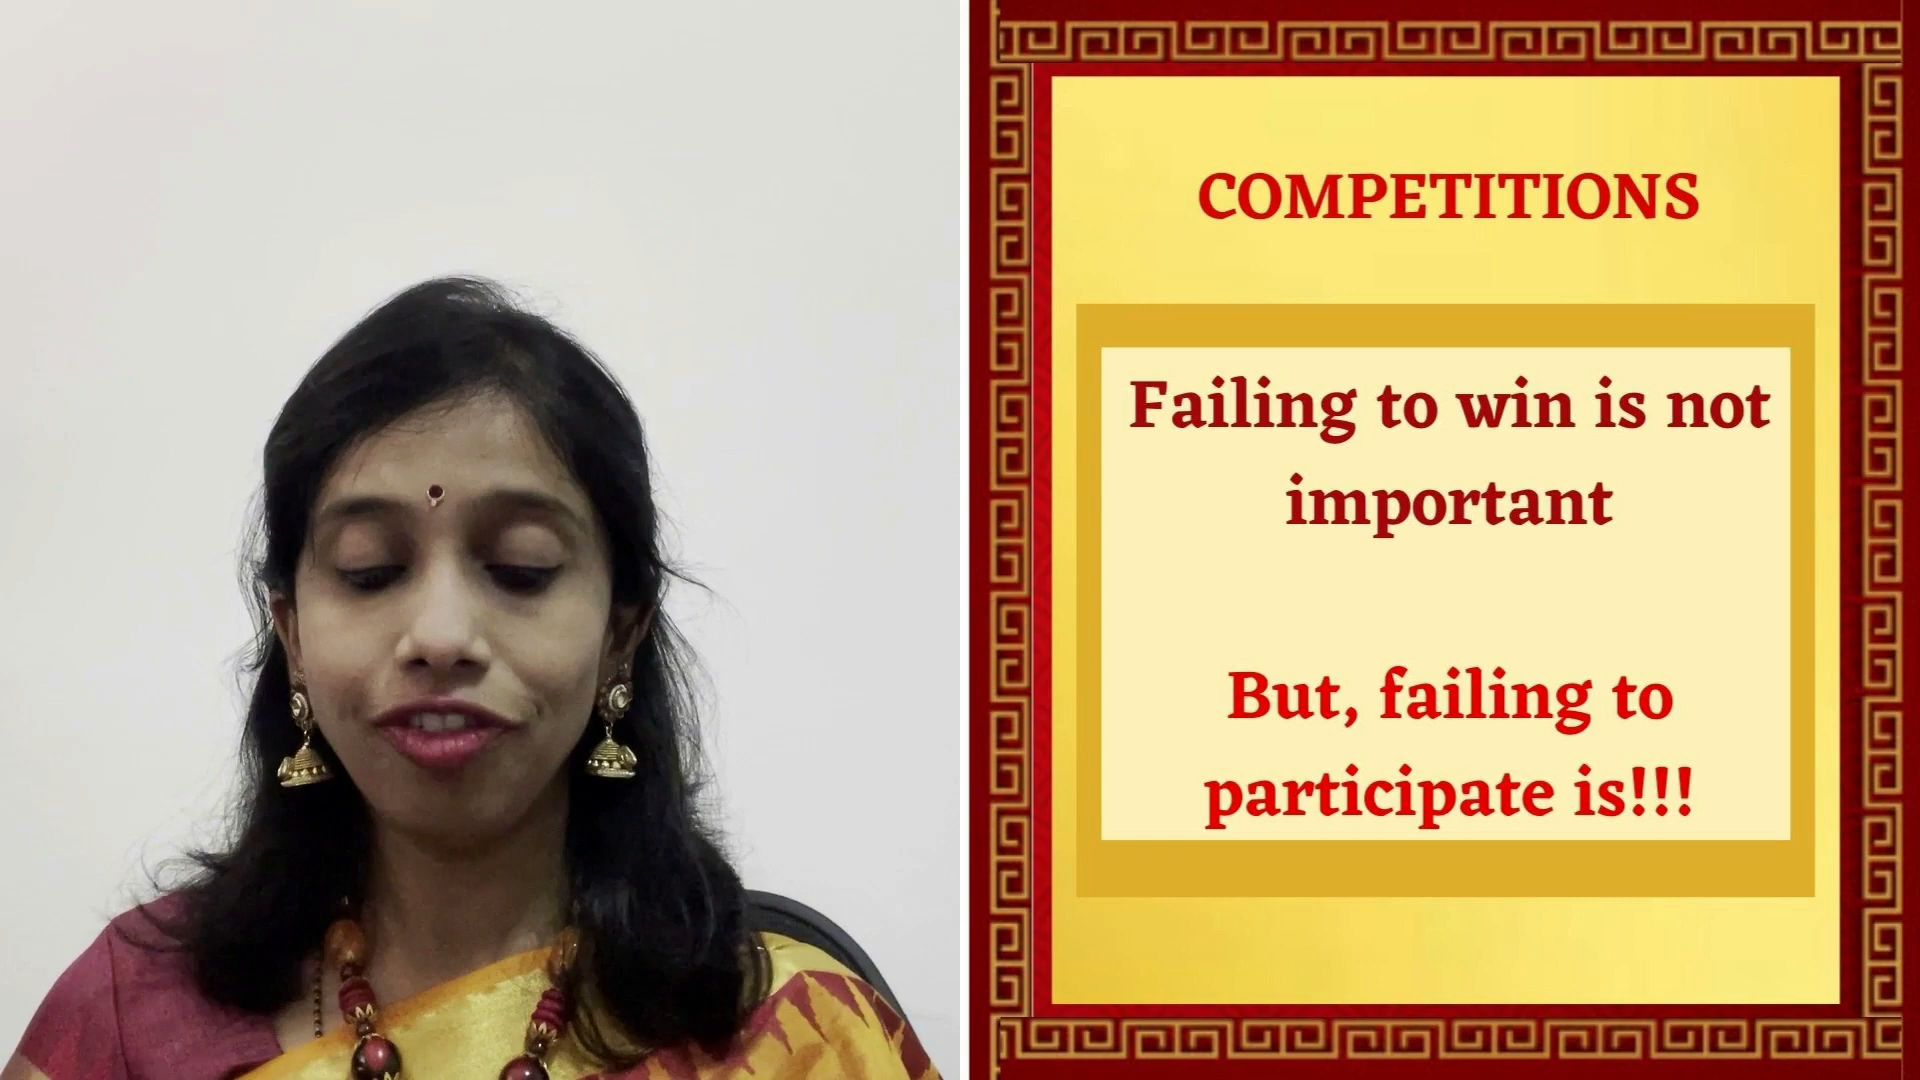 COMPETITIONS
Failing to win is not
important
But, failing to
participate is!!!